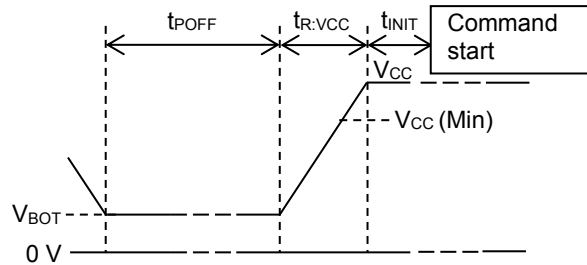 tPOFF
tR:VCC
tINIT
Command
start
VCC
VCC (Min)
VBOT
0 V